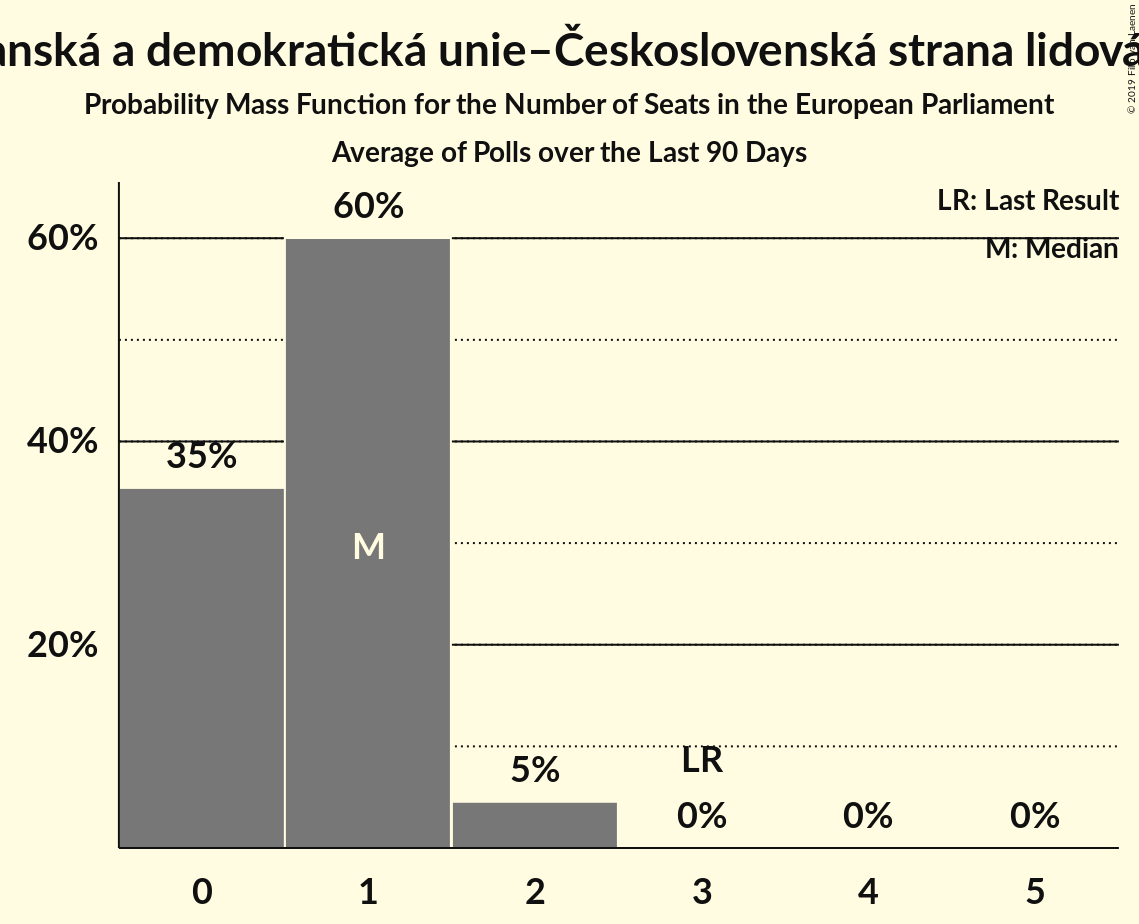 anská a demokratická unie–Československá strana lidová
Probability Mass Function for the Number of Seats in the European Parliament
Average of Polls over the Last 90 Days
© 2019
LR: Last Result
M: Median
60%
60%
40%
35%
M
20%
LR
5%
0%
0%
0%
0
1
2
3
4
5